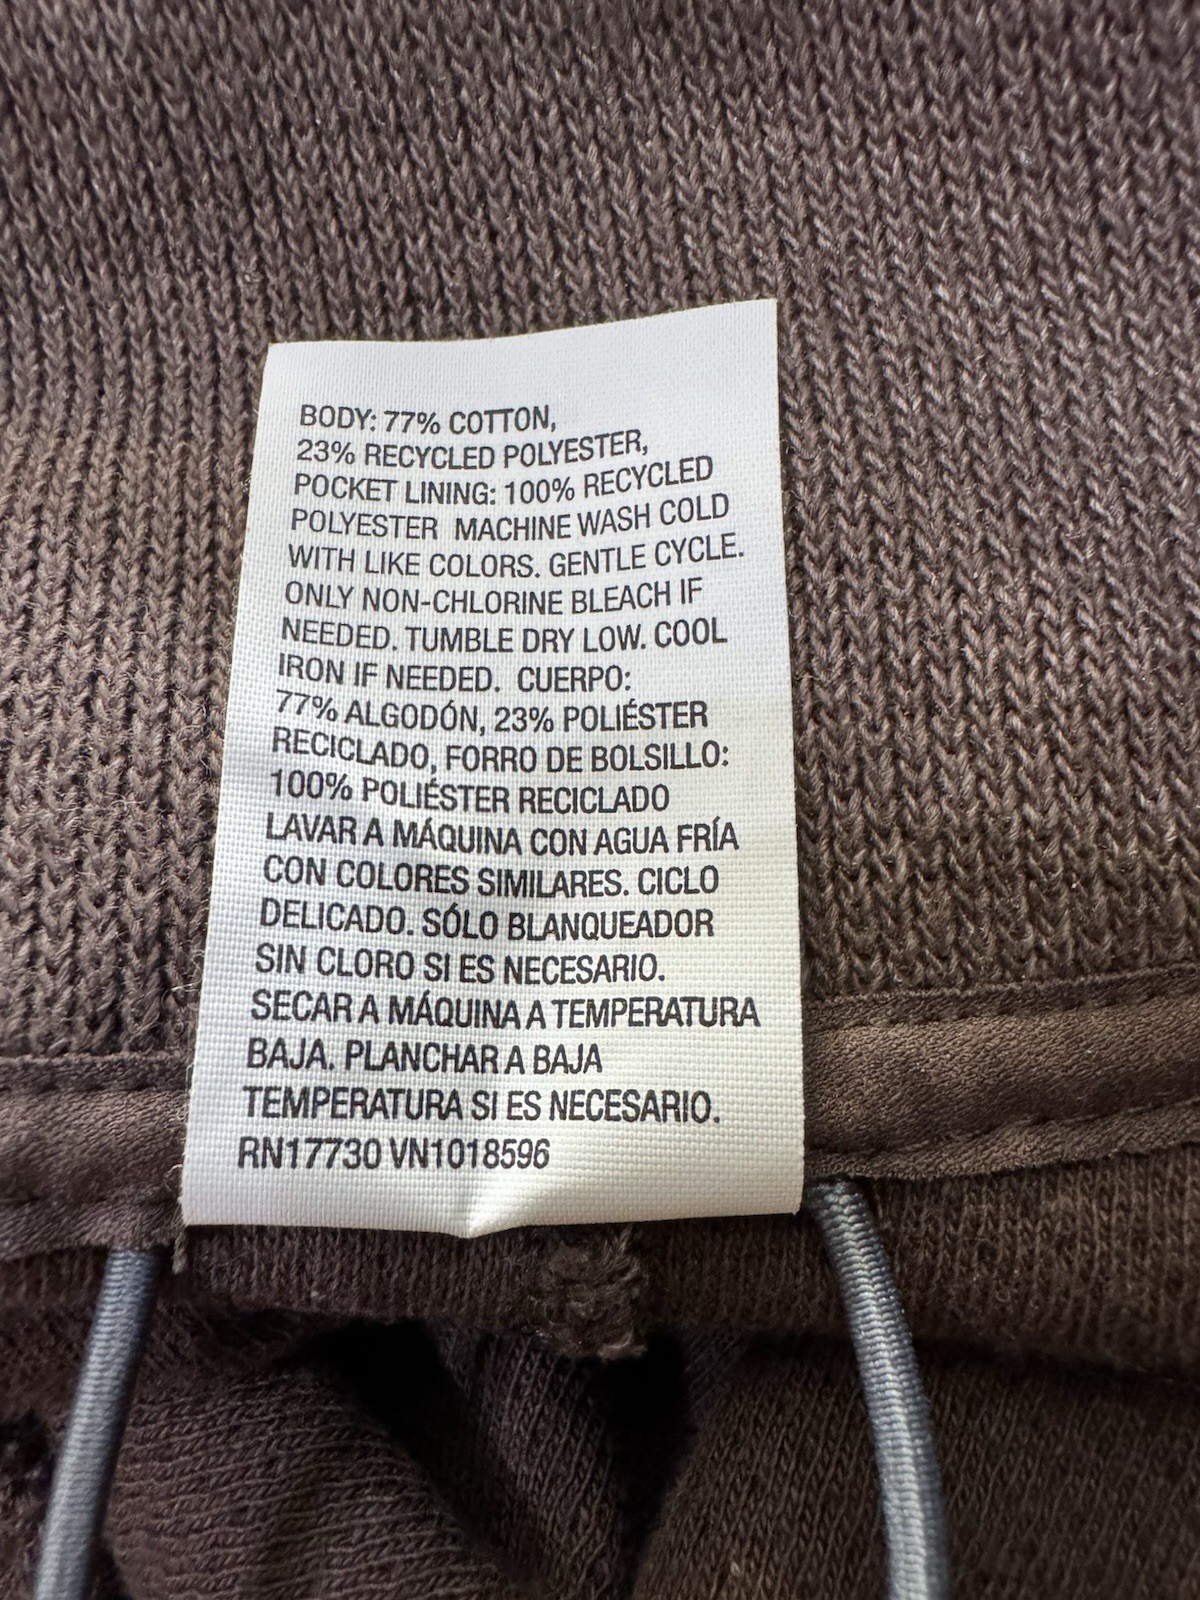 BODY: 77% COTTON,
23% RECYCLED POLYESTER,
POCKET LINING: 100% RECYCLED
POLYESTER MACHINE WASH COLD
WITH LIKE COLORS. GENTLE CYCLE.
ONLY NON-CHLORINE BLEACH IF
NEEDED. TUMBLE DRY LOW. COOL
IRON IF NEEDED. CUERPO:
77% ALGODÓN, 23% POLIÉSTER
RECICLADO, FORRO DE BOLSILLO:
100% POLIÉSTER RECICLADO
LAVAR A MÁQUINA CON AGUA FRÍA
CON COLORES SIMILARES. CICLO
DELICADO. SÓLO BLANQUEADOR
SIN CLORO SI ES NECESARIO.
SECAR A MÁQUINA A TEMPERATURA
BAJA. PLANCHAR A BAJA
TEMPERATURA SI ES NECESARIO.
RN17730 VN1018596